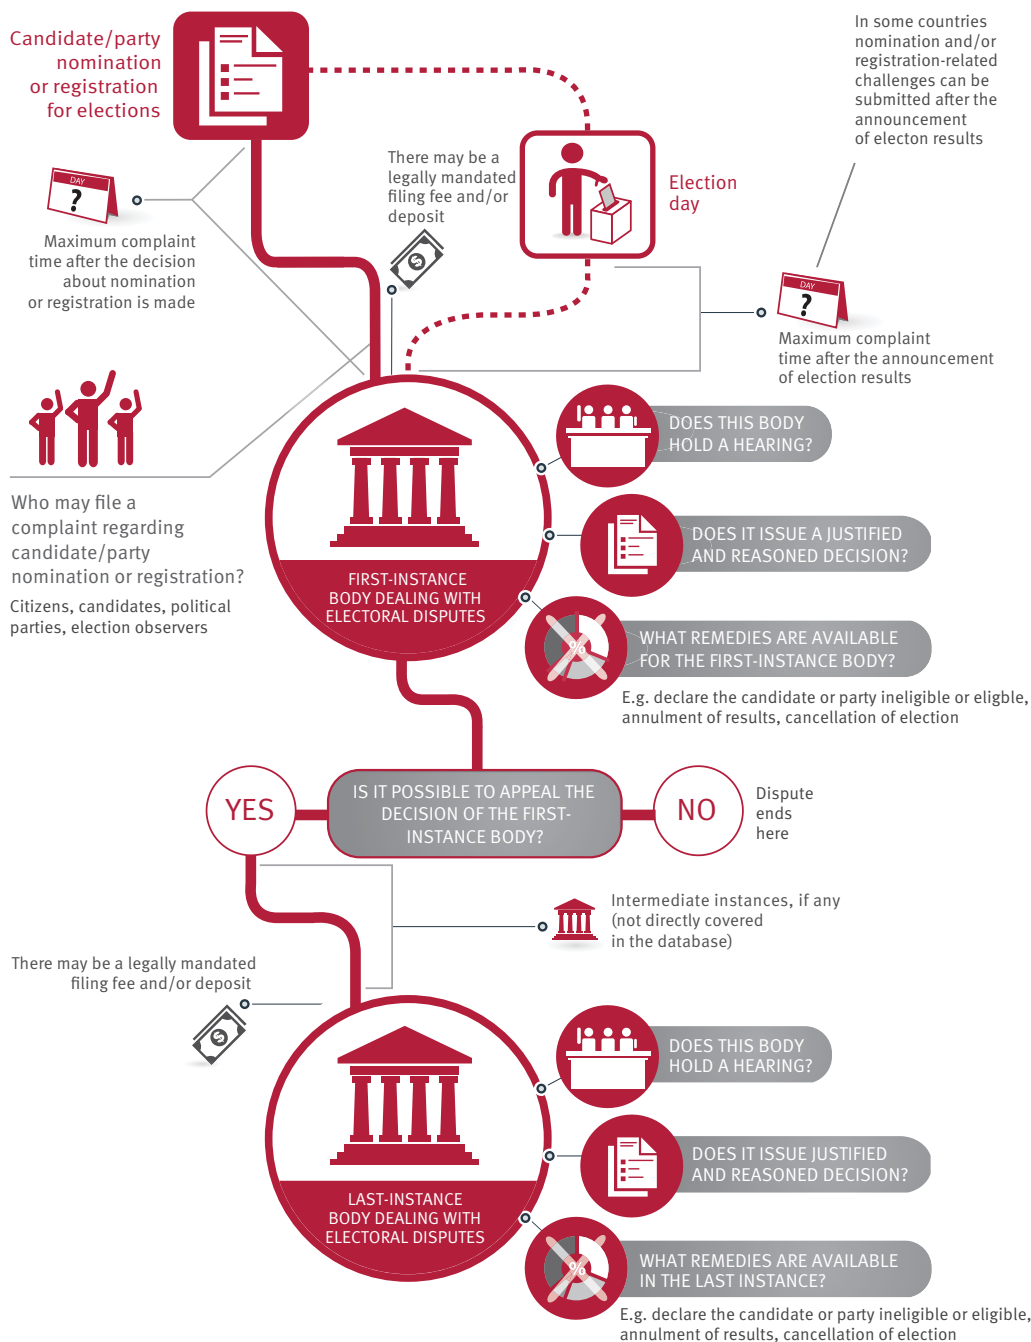 Candidate/party
nomination
or registration
for elections
In some countries
nomination and/or
registration-related
challenges can be
submitted after the
announcement
of electon results
There may be a
legally mandated
filing fee and/or
deposit
Election
day
DAY
?
Maximum complaint
time after the decision
about nomination
or registration is made
$
DAY
?
Maximum complaint
time after the announcement
of election results
Who may file a
complaint regarding
candidate/party
nomination or registration?
Citizens, candidates, political
parties, election observers
FIRST-INSTANCE
BODY DEALING WITH
ELECTORAL DISPUTES
DOES THIS BODY
HOLD A HEARING?
DOES IT ISSUE A JUSTIFIED
AND REASONED DECISION?
%
WHAT REMEDIES ARE AVAILABLE
FOR THE FIRST-INSTANCE BODY?
E.g. declare the candidate or party ineligible or eligble,
annulment of results, cancellation of election
YES
IS IT POSSIBLE TO APPEAL THE
DECISION OF THE FIRST-
INSTANCE BODY?
NO
Dispute
ends
here
Intermediate instances, if any
(not directly covered
in the database)
There may be a legally mandated
filing fee and/or deposit
$
LAST-INSTANCE
BODY DEALING WITH
ELECTORAL DISPUTES
DOES THIS BODY
HOLD A HEARING?
DOES IT ISSUE JUSTIFIED
AND REASONED DECISION?
%
WHAT REMEDIES ARE AVAILABLE
IN THE LAST INSTANCE?
E.g. declare the candidate or party ineligible or eligible,
annulment of results, cancellation of election